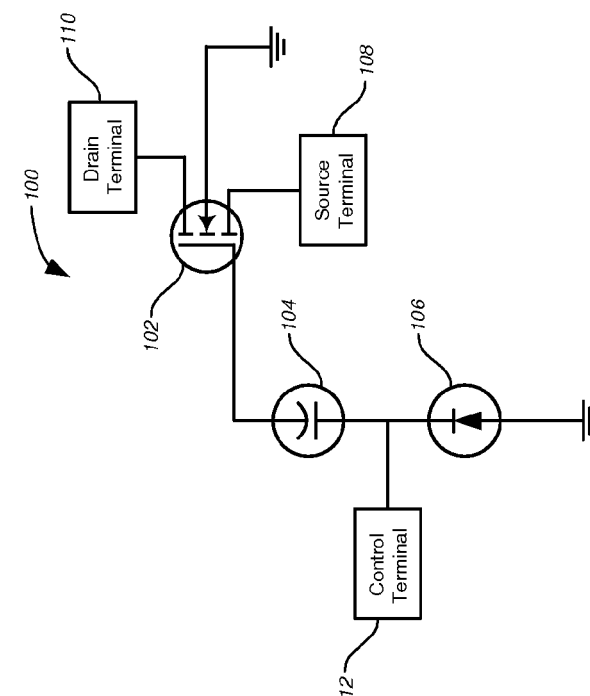 100
110
Drain
Terminal
102
104
Source
Terminal
108
12
Control
Terminal
106